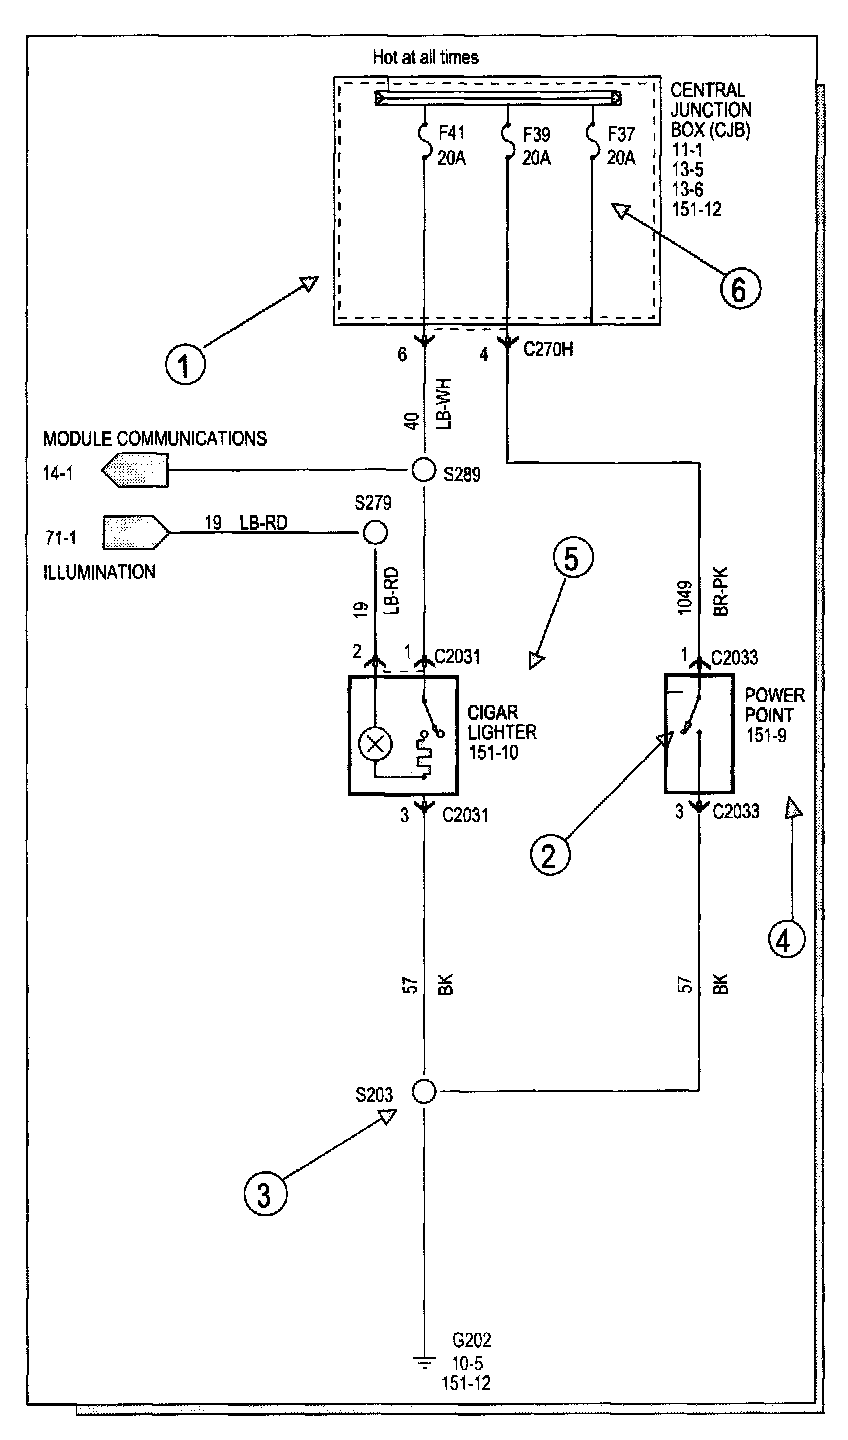 Hot at all times
CENTRAL
JUNCTION
BOX (CJB)
11-1
13-5
13-6
151-12
F41
20A
F39
20A
F37
20A
6
1
6
4
C270H
40
LB-WH
MODULE COMMUNICATIONS
14-1
S289
S279
71-1
19 LB-RD
ILLUMINATION
5
19
LB-RD
1049
BR-PK
2
1
C2031
1
C2033
CIGAR
LIGHTER
151-10
POWER
POINT
151-9
3
C2031
3
C2033
2
4
57
BK
57
BK
S203
3
G202
10-5
151-12